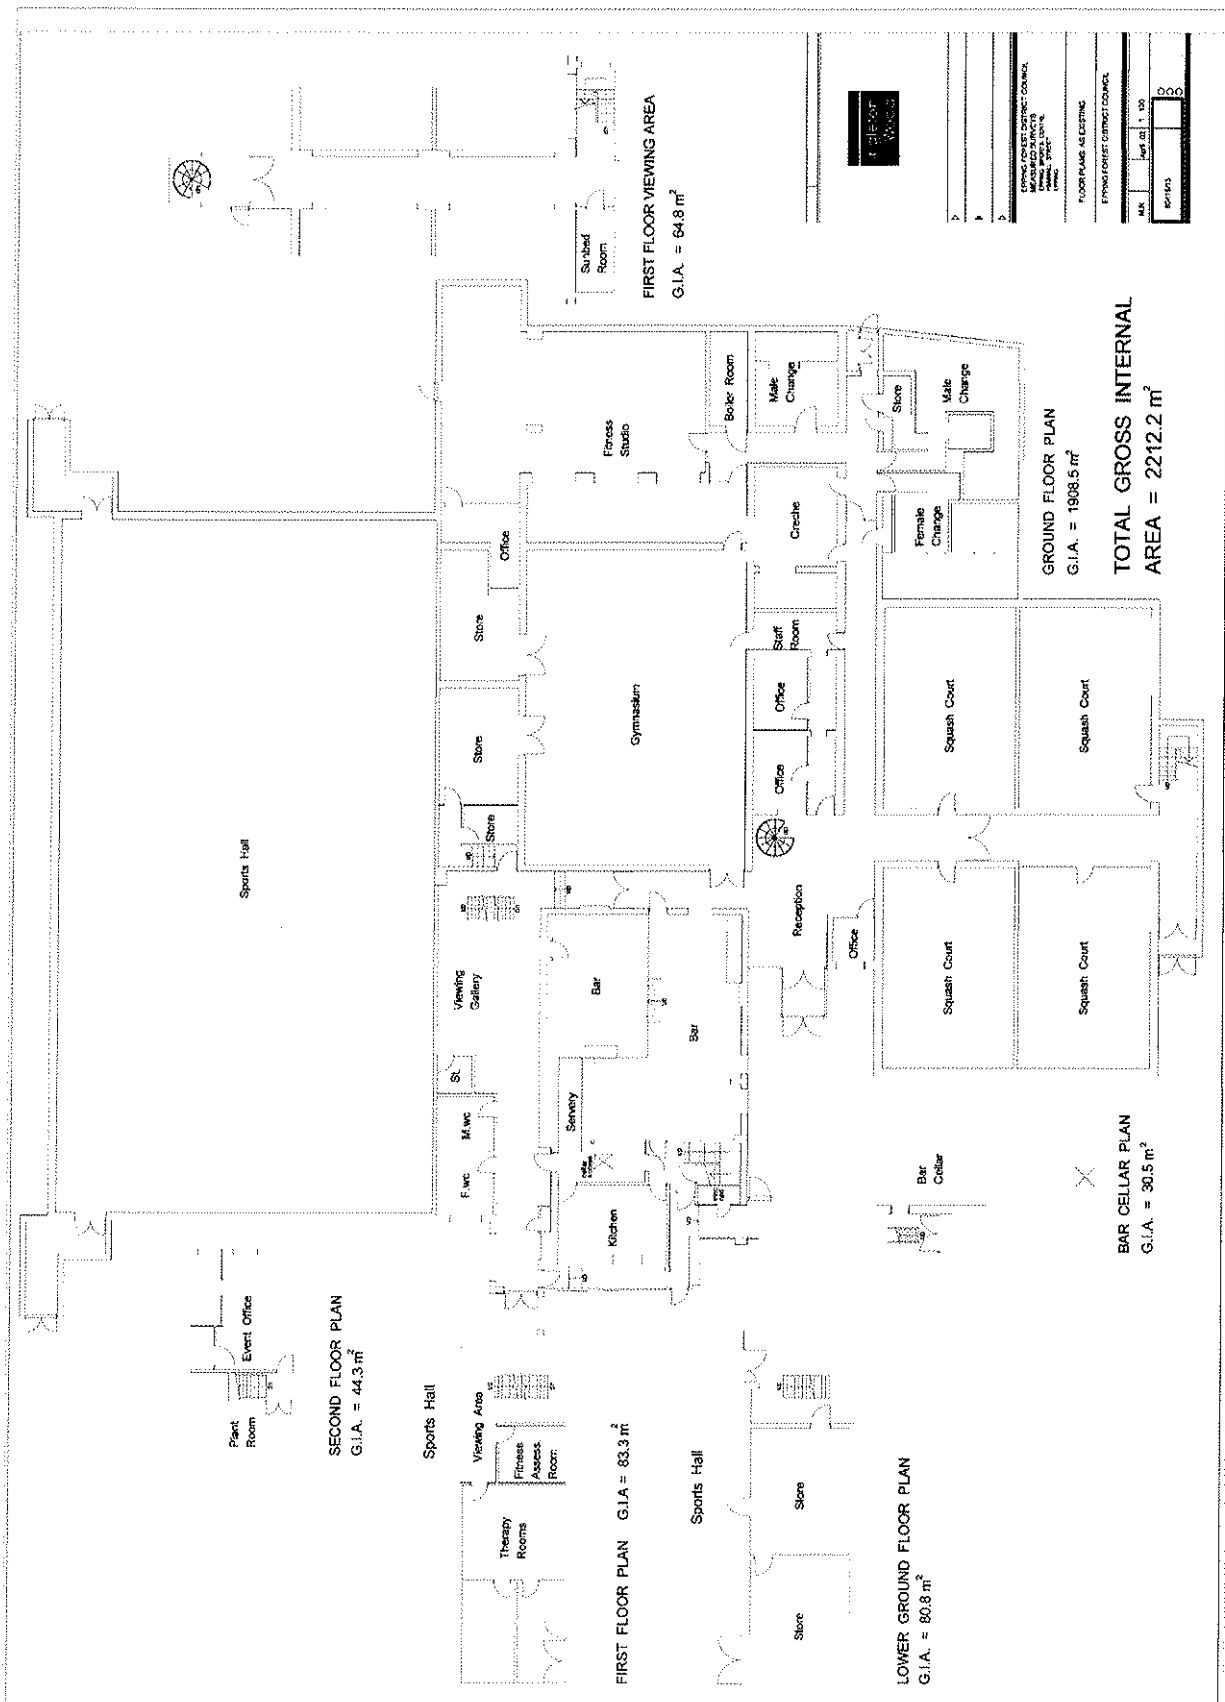 Sports Hall
Plant
Room
Event Office
SECOND FLOOR PLAN
G.I.A. = 44.3 m²
Sports Hall
Viewing Area
Fitness
Assess.
Room
Therapy
Rooms
FIRST FLOOR PLAN G.I.A = 83.3 m²
Sports Hall
Store
Store
LOWER GROUND FLOOR PLAN
G.I.A. = 80.8 m²
F.wc
M.wc
St.
Viewing
Gallery
Store
Store
Store
Office
Kitchen
Servery
Bar
Bar
Gymnasium
Fitness
Studio
Boiler Room
Male
Change
Creche
Staff
Room
Office
Office
Reception
Office
Store
Male
Change
Female
Change
Squash Court
Squash Court
Squash Court
Squash Court
Bar
Cellar
BAR CELLAR PLAN
G.I.A. = 30.5 m²
Sunbed
Room
FIRST FLOOR VIEWING AREA
G.I.A. = 64.8 m²
GROUND FLOOR PLAN
G.I.A. = 1908.5 m²
TOTAL GROSS INTERNAL
AREA = 2212.2 m²
EPPING FOREST DISTRICT COUNCIL
MEASURED SURVEYS
EPPING SPORTS CENTRE
EPPING
FLOOR PLANS AS EXISTING
EPPING FOREST DISTRICT COUNCIL